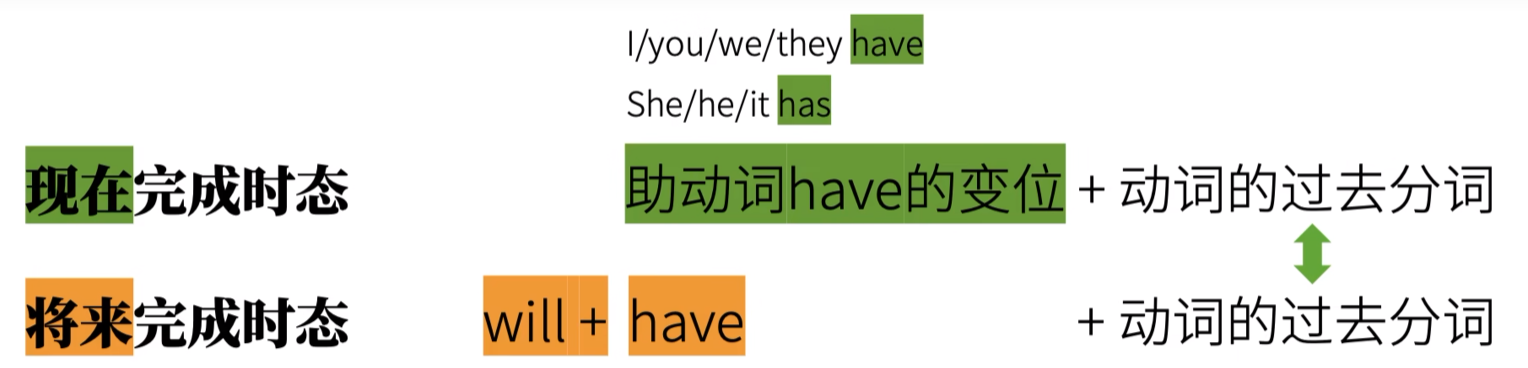 I/you/we/they have
She/he/it has
现在完成时态 助动词have的变位 + 动词的过去分词
将来完成时态 will + have + 动词的过去分词